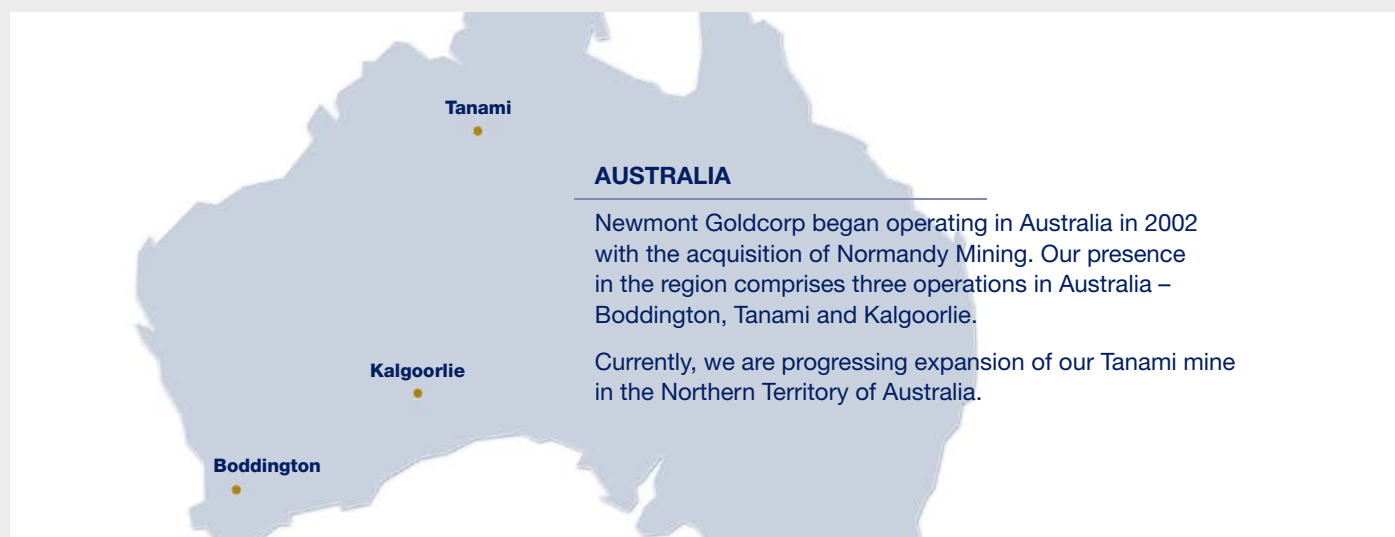 Tanami
AUSTRALIA
Newmont Goldcorp began operating in Australia in 2002
with the acquisition of Normandy Mining. Our presence
in the region comprises three operations in Australia –
Boddington, Tanami and Kalgoorlie.
Currently, we are progressing expansion of our Tanami mine
in the Northern Territory of Australia.
Kalgoorlie
Boddington